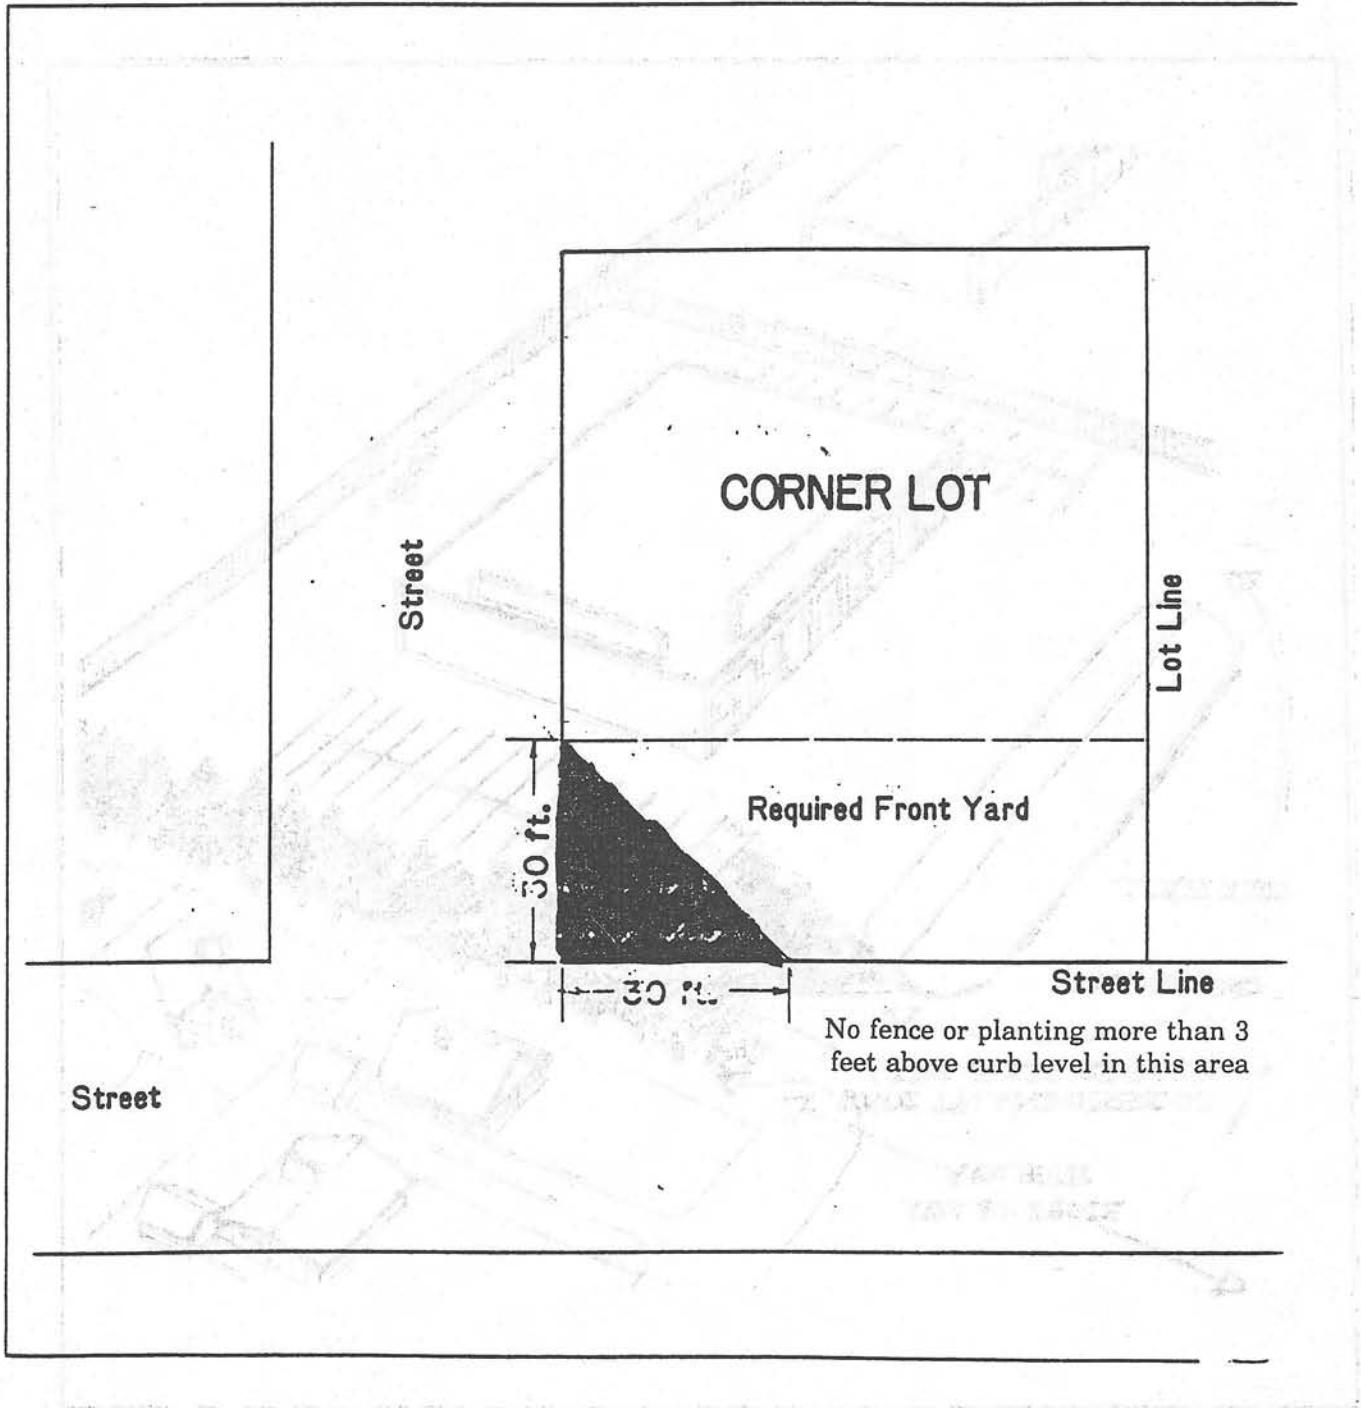 CORNER LOT
Street
Lot Line
Required Front Yard
30 ft.
30 ft.
Street Line
No fence or planting more than 3
feet above curb level in this area
Street